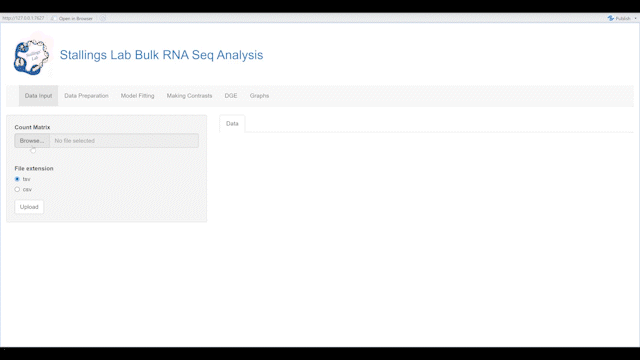 http://127.0.0.1:7627 Open in Browser Publish
Stallings Lab
Stallings Lab Bulk RNA Seq Analysis
Data Input Data Preparation Model Fitting Making Contrasts DGE Graphs
Count Matrix
Browse... No file selected
File extension
tsv
csv
Upload
Data